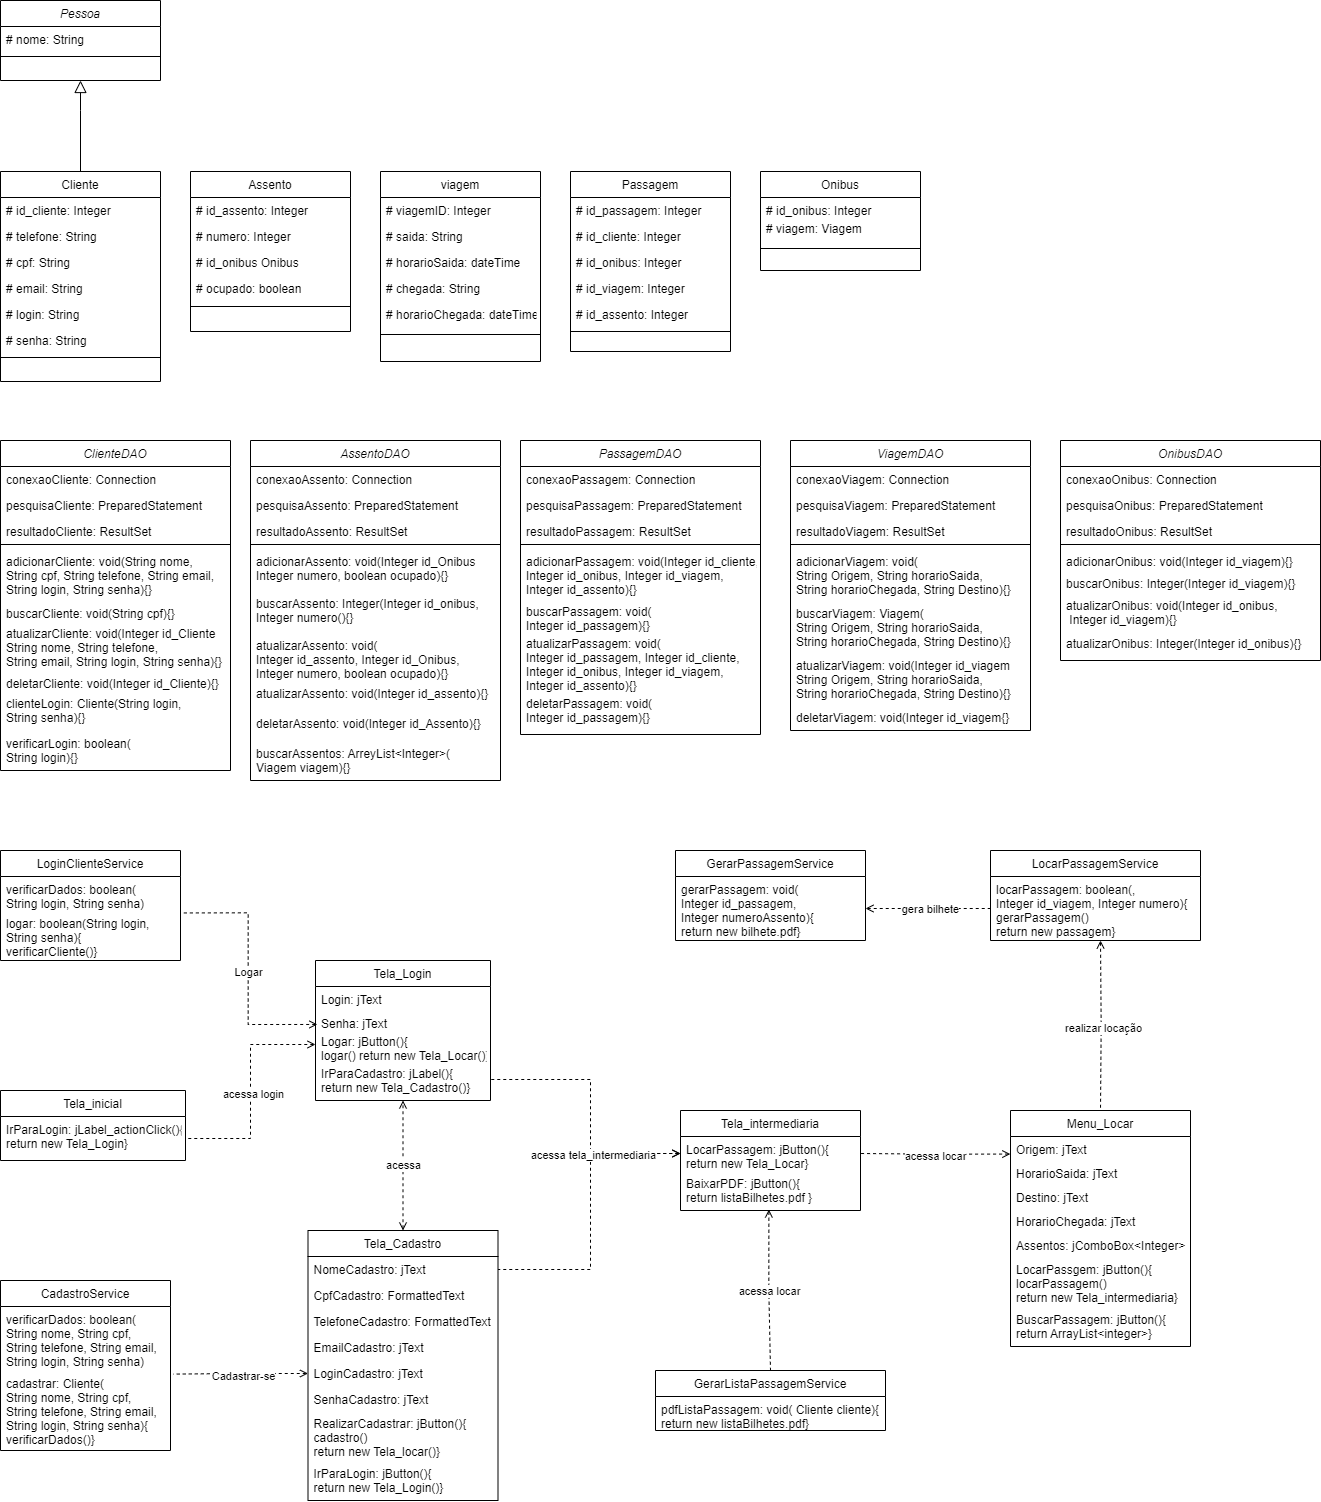 Pessoa
# nome: String
Cliente
# id_cliente: Integer
# telefone: String
# cpf: String
# email: String
# login: String
# senha: String
Assento
# id_assento: Integer
# numero: Integer
# id_onibus Onibus
# ocupado: boolean
viagem
# viagemID: Integer
# saida: String
# horarioSaida: dateTime
# chegada: String
# horarioChegada: dateTime
Passagem
# id_passagem: Integer
# id_cliente: Integer
# id_onibus: Integer
# id_viagem: Integer
# id_assento: Integer
Onibus
# id_onibus: Integer
# viagem: Viagem
ClienteDAO
conexaoCliente: Connection
pesquisaCliente: PreparedStatement
resultadoCliente: ResultSet
adicionarCliente: void(String nome,
String cpf, String telefone, String email,
String login, String senha){}
buscarCliente: void(String cpf){}
atualizarCliente: void(Integer id_Cliente
String nome, String telefone,
String email, String login, String senha){}
deletarCliente: void(Integer id_Cliente){}
clienteLogin: Cliente(String login,
String senha){}
verificarLogin: boolean(
String login){}
AssentoDAO
conexaoAssento: Connection
pesquisaAssento: PreparedStatement
resultadoAssento: ResultSet
adicionarAssento: void(Integer id_Onibus
Integer numero, boolean ocupado){}
buscarAssento: Integer(Integer id_onibus,
Integer numero(){}
atualizarAssento: void(
Integer id_assento, Integer id_Onibus,
Integer numero, boolean ocupado){}
atualizarAssento: void(Integer id_assento){}
deletarAssento: void(Integer id_Assento){}
buscarAssentos: ArreyList<Integer>(
Viagem viagem){}
PassagemDAO
conexaoPassagem: Connection
pesquisaPassagem: PreparedStatement
resultadoPassagem: ResultSet
adicionarPassagem: void(Integer id_cliente
Integer id_onibus, Integer id_viagem,
Integer id_assento){}
buscarPassagem: void(
Integer id_passagem){}
atualizarPassagem: void(
Integer id_passagem, Integer id_cliente,
Integer id_onibus, Integer id_viagem,
Integer id_assento){}
deletarPassagem: void(
Integer id_passagem){}
ViagemDAO
conexaoViagem: Connection
pesquisaViagem: PreparedStatement
resultadoViagem: ResultSet
adicionarViagem: void(
String Origem, String horarioSaida,
String horarioChegada, String Destino){}
buscarViagem: Viagem(
String Origem, String horarioSaida,
String horarioChegada, String Destino){}
atualizarViagem: void(Integer id_viagem
String Origem, String horarioSaida,
String horarioChegada, String Destino){}
deletarViagem: void(Integer id_viagem{}
OnibusDAO
conexaoOnibus: Connection
pesquisaOnibus: PreparedStatement
resultadoOnibus: ResultSet
adicionarOnibus: void(Integer id_viagem){}
buscarOnibus: Integer(Integer id_viagem){}
atualizarOnibus: void(Integer id_onibus,
Integer id_viagem){}
atualizarOnibus: Integer(Integer id_onibus){}
LoginClienteService
verificarDados: boolean(
String login, String senha)
logar: boolean(String login,
String senha){
verificarCliente()}
Logar
Tela_inicial
IrParaLogin: jLabel_actionClick(){
return new Tela_Login}
acessa login
Tela_Login
Login: jText
Senha: jText
Logar: jButton(){
logar() return new Tela_Locar()
IrParaCadastro: jLabel(){
return new Tela_Cadastro()}
acessa
CadastroService
verificarDados: boolean(
String nome, String cpf,
String telefone, String email,
String login, String senha)
cadastrar: Cliente(
String nome, String cpf,
String telefone, String email,
String login, String senha){
verificarDados()}
Cadastrar-se
Tela_Cadastro
NomeCadastro: jText
CpfCadastro: FormattedText
TelefoneCadastro: FormattedText
EmailCadastro: jText
LoginCadastro: jText
SenhaCadastro: jText
RealizarCadastrar: jButton(){
cadastro()
return new Tela_locar()}
IrParaLogin: jButton(){
return new Tela_Login()}
acessa tela_intermediaria
GerarPassagemService
gerarPassagem: void(
Integer id_passagem,
Integer numeroAssento){
return new bilhete.pdf}
gera bilhete
LocarPassagemService
locarPassagem: boolean(,
Integer id_viagem, Integer numero){
gerarPassagem()
return new passagem}
realizar locação
Tela_intermediaria
LocarPassagem: jButton(){
return new Tela_Locar}
BaixarPDF: jButton(){
return listaBilhetes.pdf }
acessa locar
Menu_Locar
Origem: jText
HorarioSaida: jText
Destino: jText
HorarioChegada: jText
Assentos: jComboBox<Integer>
LocarPassgem: jButton(){
locarPassagem()
return new Tela_intermediaria}
BuscarPassagem: jButton(){
return ArrayList<integer>}
acessa locar
GerarListaPassagemService
pdfListaPassagem: void( Cliente cliente){
return new listaBilhetes.pdf}